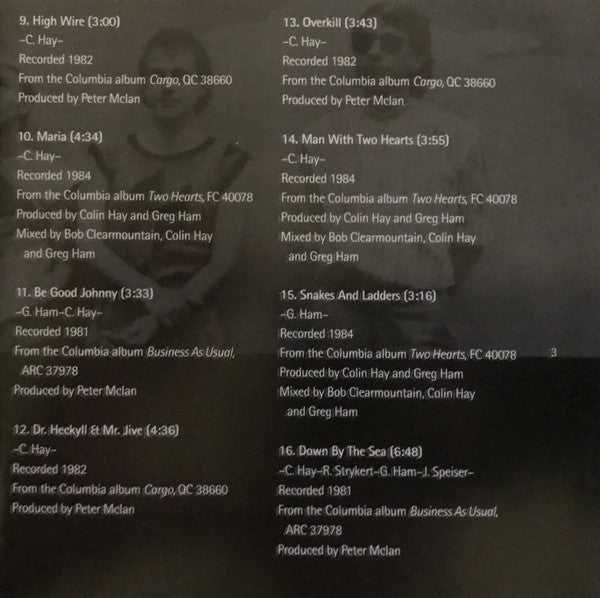 9. High Wire (3:00)
–C. Hay–
Recorded 1982
From the Columbia album Cargo, QC 38660
Produced by Peter McIan
10. Maria (4:34)
–C. Hay–
Recorded 1984
From the Columbia album Two Hearts, FC 40078
Produced by Colin Hay and Greg Ham
Mixed by Bob Clearmountain, Colin Hay
and Greg Ham
11. Be Good Johnny (3:33)
–G. Ham–C. Hay–
Recorded 1981
From the Columbia album Business As Usual,
ARC 37978
Produced by Peter McIan
12. Dr. Heckyll & Mr. Jive (4:36)
–C. Hay–
Recorded 1982
From the Columbia album Cargo, QC 38660
Produced by Peter McIan
13. Overkill (3:43)
–C. Hay–
Recorded 1982
From the Columbia album Cargo, QC 38660
Produced by Peter McIan
14. Man With Two Hearts (3:55)
–C. Hay–
Recorded 1984
From the Columbia album Two Hearts, FC 40078
Produced by Colin Hay and Greg Ham
Mixed by Bob Clearmountain, Colin Hay
and Greg Ham
15. Snakes And Ladders (3:16)
–G. Ham–
Recorded 1984
From the Columbia album Two Hearts, FC 40078
Produced by Colin Hay and Greg Ham
Mixed by Bob Clearmountain, Colin Hay
and Greg Ham
16. Down By The Sea (6:48)
–C. Hay–R. Strykert–G. Ham–J. Speiser–
Recorded 1981
From the Columbia album Business As Usual,
ARC 37978
Produced by Peter McIan
3